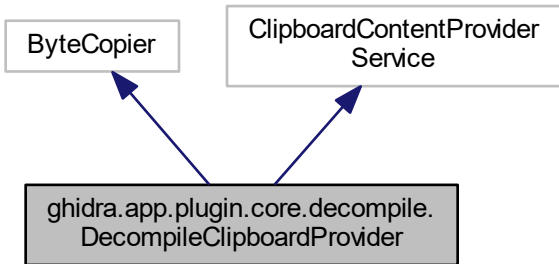 ByteCopier
ClipboardContentProvider
Service
ghidra.app.plugin.core.decompile.
DecompileClipboardProvider